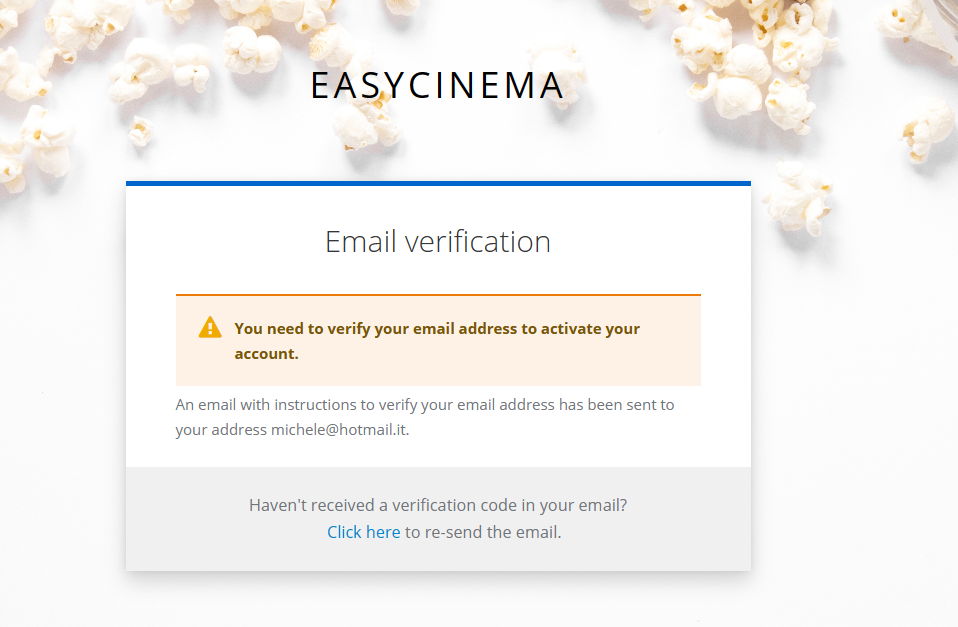 EASYCINEMA
Email verification
You need to verify your email address to activate your
account.
An email with instructions to verify your email address has been sent to
your address michele@hotmail.it.
Haven't received a verification code in your email?
Click here to re-send the email.